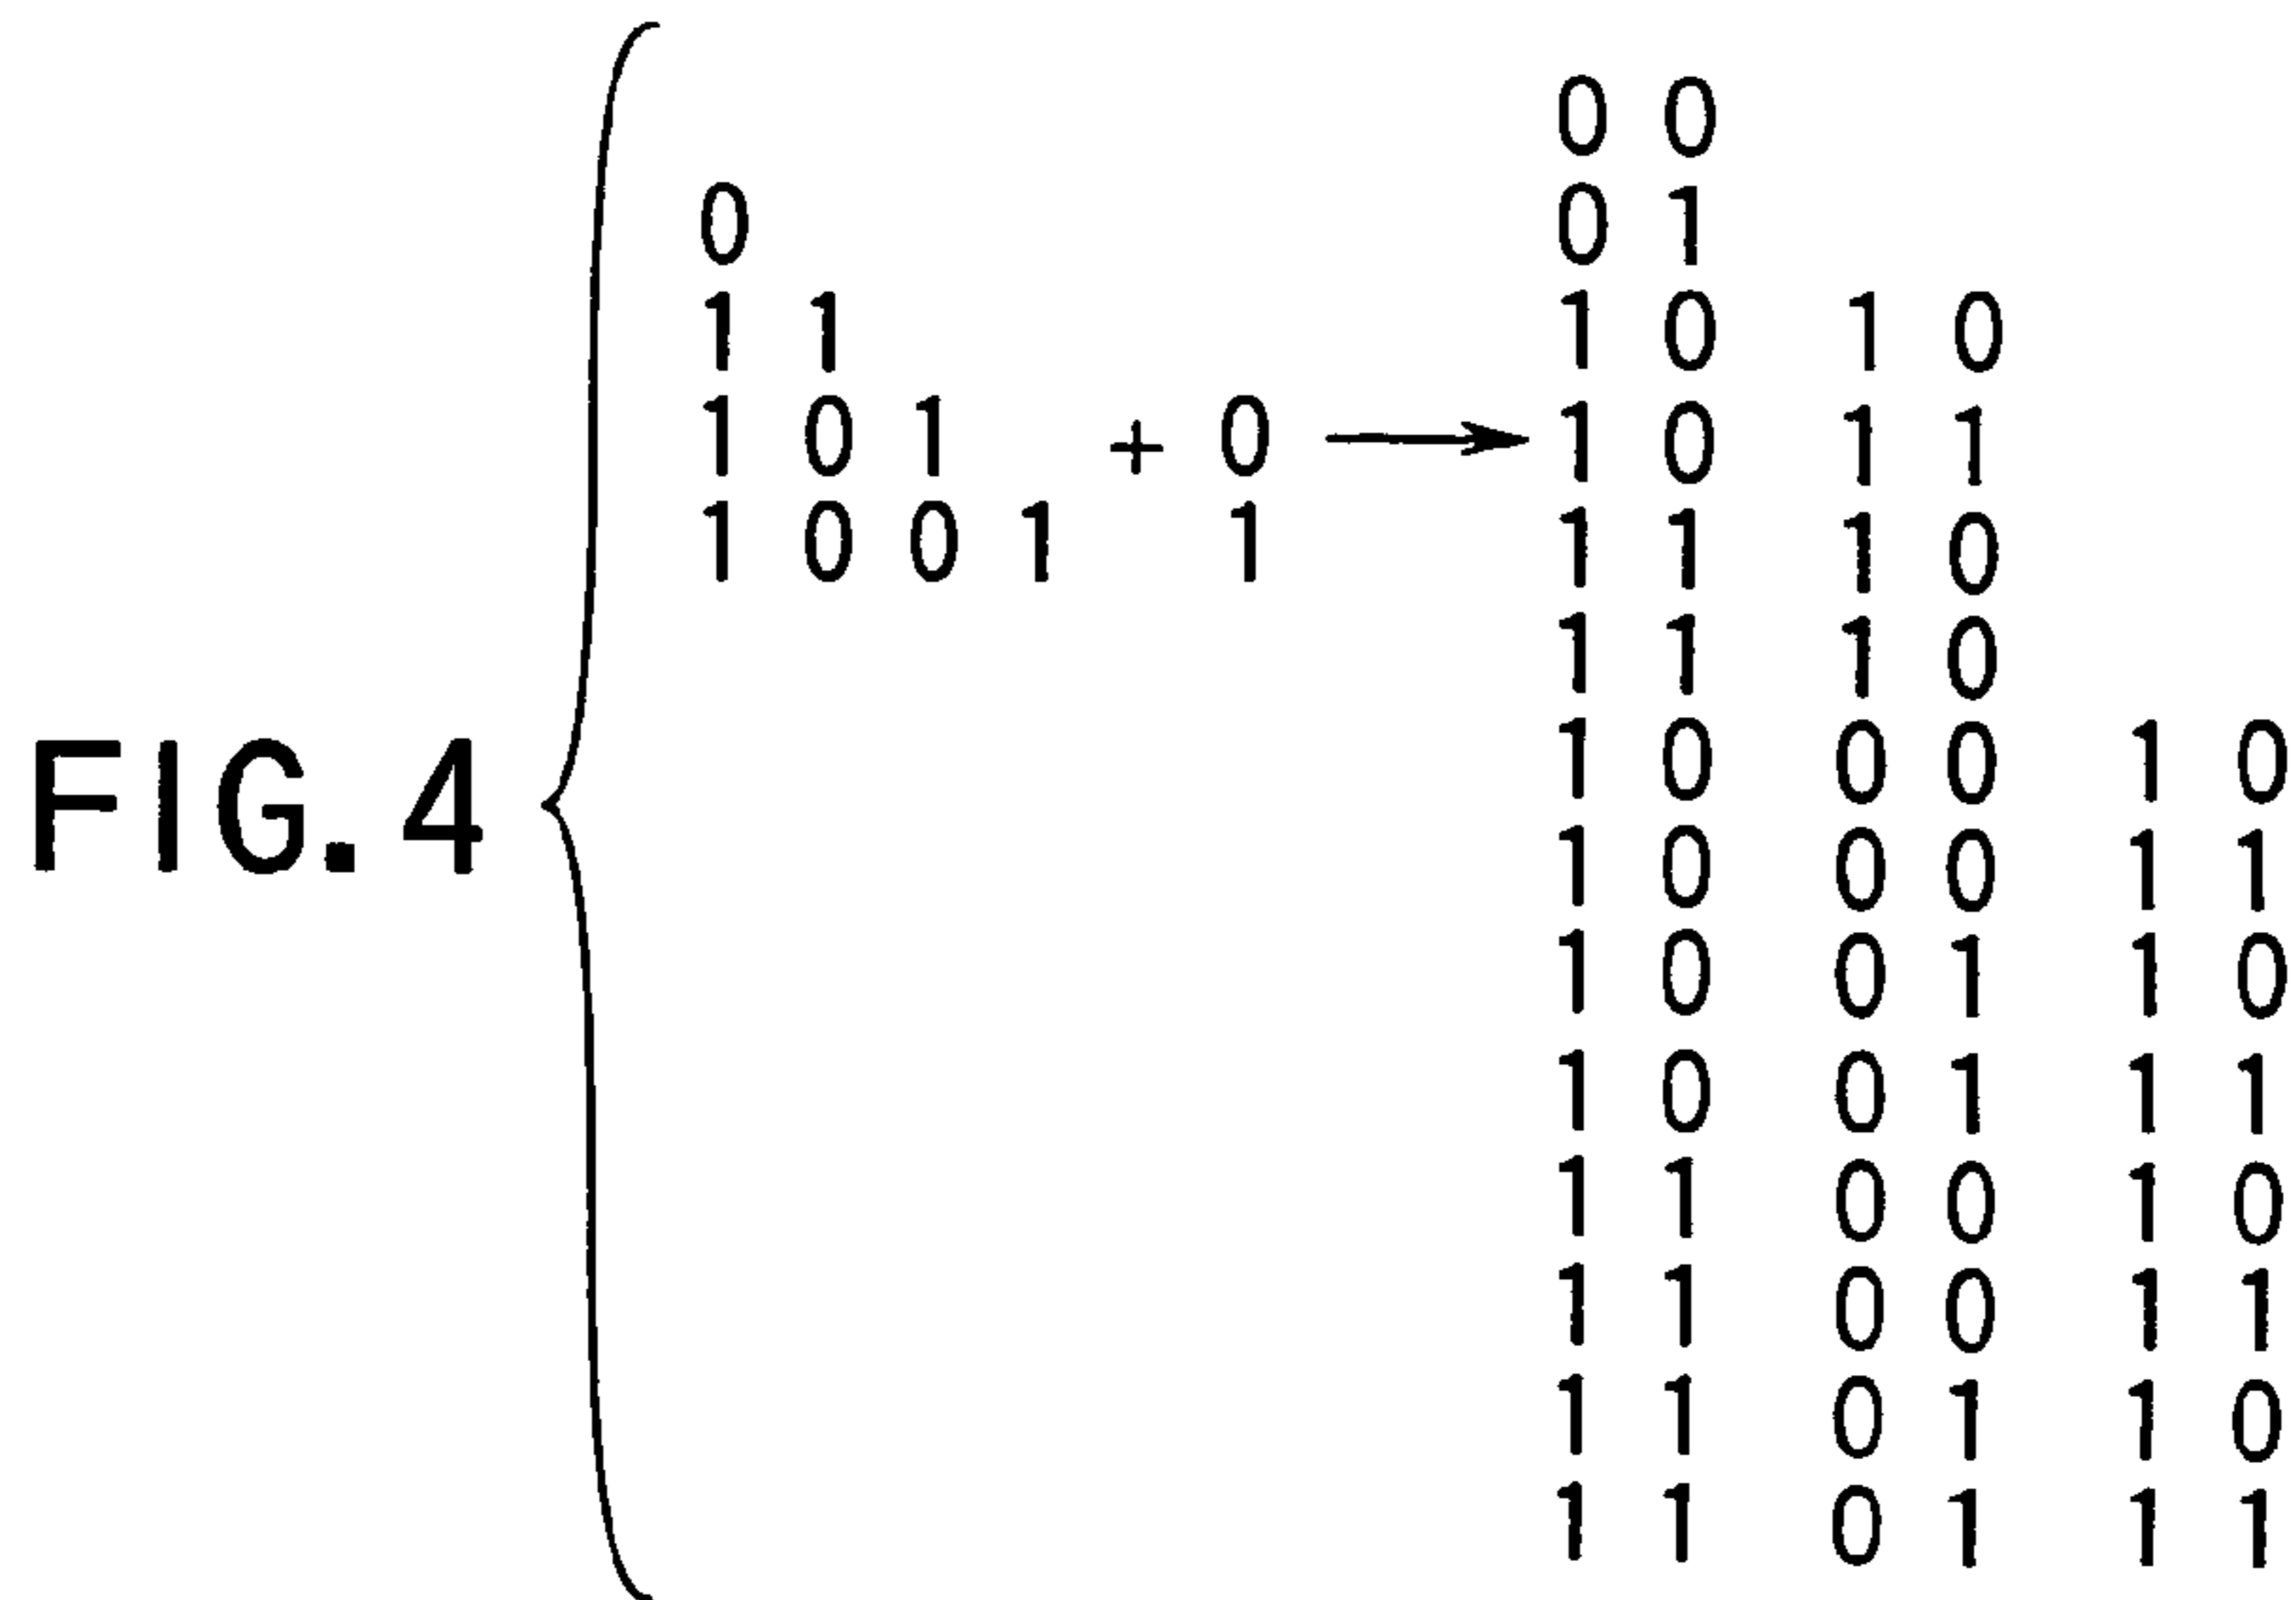 0 0
0 0 1
1 1 1 0 1 0
1 0 1 + 0 → 1 0 1 1
1 0 0 1 1 1 1 1 0
1 1 1 0
FIG. 4 1 0 0 0 1 0
1 0 0 0 1 1
1 0 0 1 1 0
1 0 0 1 1 1
1 1 0 0 1 0
1 1 0 0 1 1
1 1 0 1 1 0
1 1 0 1 1 1